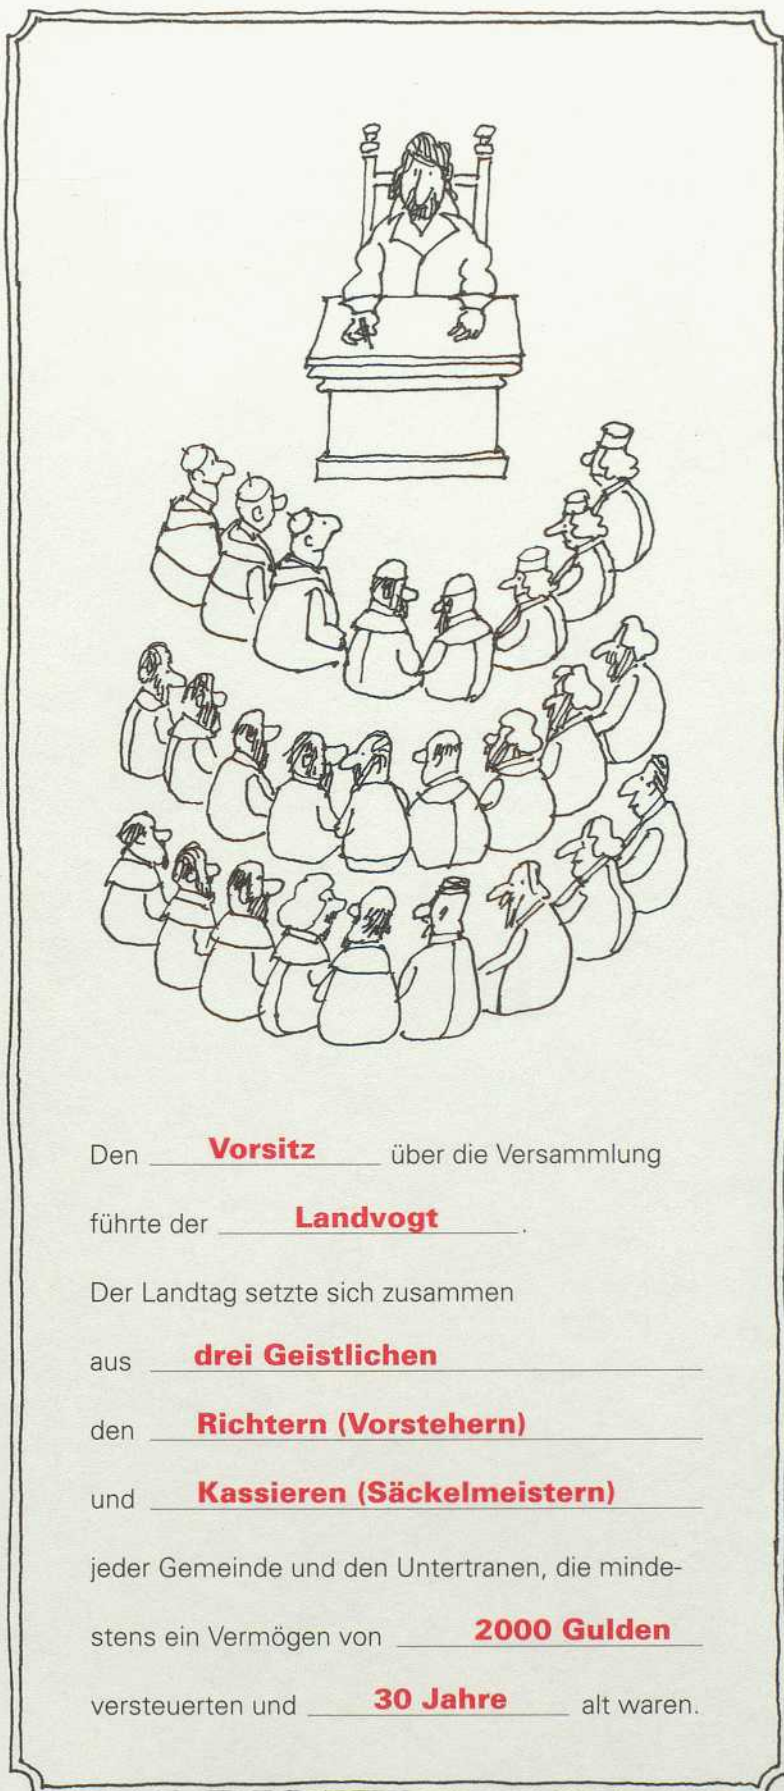 Den Vorsitz über die Versammlung
führte der Landvogt.
Der Landtag setzte sich zusammen
aus drei Geistlichen
den Richtern (Vorstehern)
und Kassieren (Säckelmeistern)
jeder Gemeinde und den Untertranen, die minde-
stens ein Vermögen von 2000 Gulden
versteuerten und 30 Jahre alt waren.